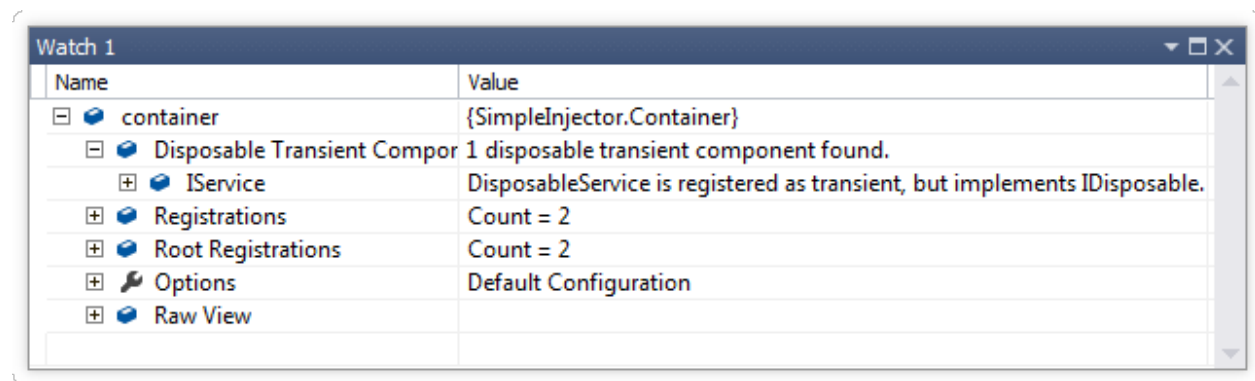 Watch 1
Name Value
container {SimpleInjector.Container}
Disposable Transient Compor 1 disposable transient component found.
IService DisposableService is registered as transient, but implements IDisposable.
Registrations Count = 2
Root Registrations Count = 2
Options Default Configuration
Raw View